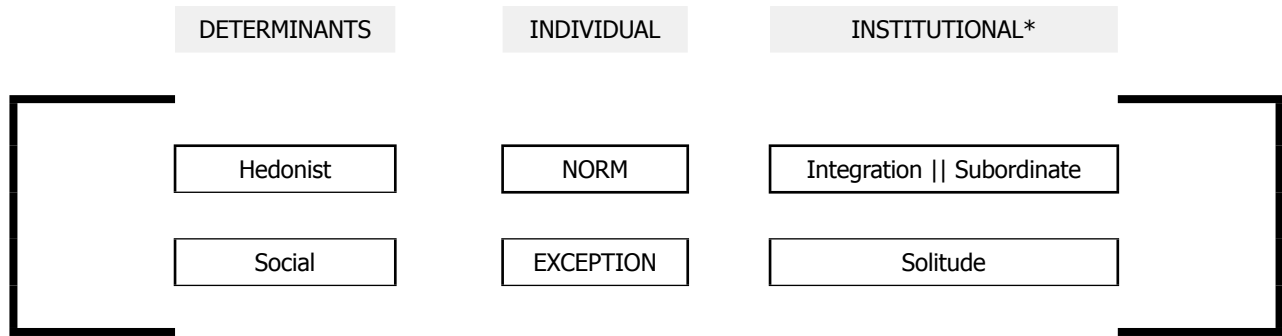 DETERMINANTS INDIVIDUAL INSTITUTIONAL*
Hedonist NORM Integration || Subordinate
Social EXCEPTION Solitude